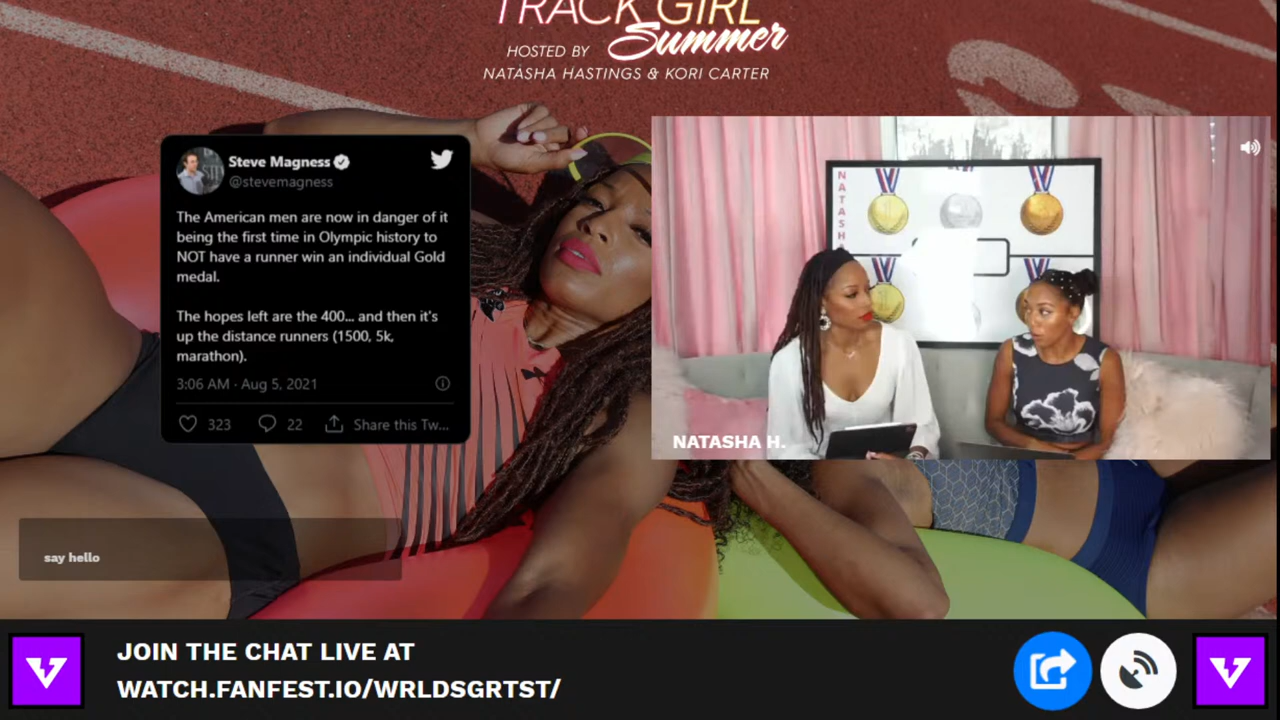 TRACK GIRL
Summer
HOSTED BY
NATASHA HASTINGS & KORI CARTER
Steve Magness
@stevemagness
The American men are now in danger of it
being the first time in Olympic history to
NOT have a runner win an individual Gold
medal.
The hopes left are the 400... and then it's
up the distance runners (1500, 5k,
marathon).
3:06 AM · Aug 5, 2021
323
22
Share this Tw...
NATASHA
NATASHA H.
say hello
JOIN THE CHAT LIVE AT
WATCH.FANFEST.IO/WRLDSGRTST/